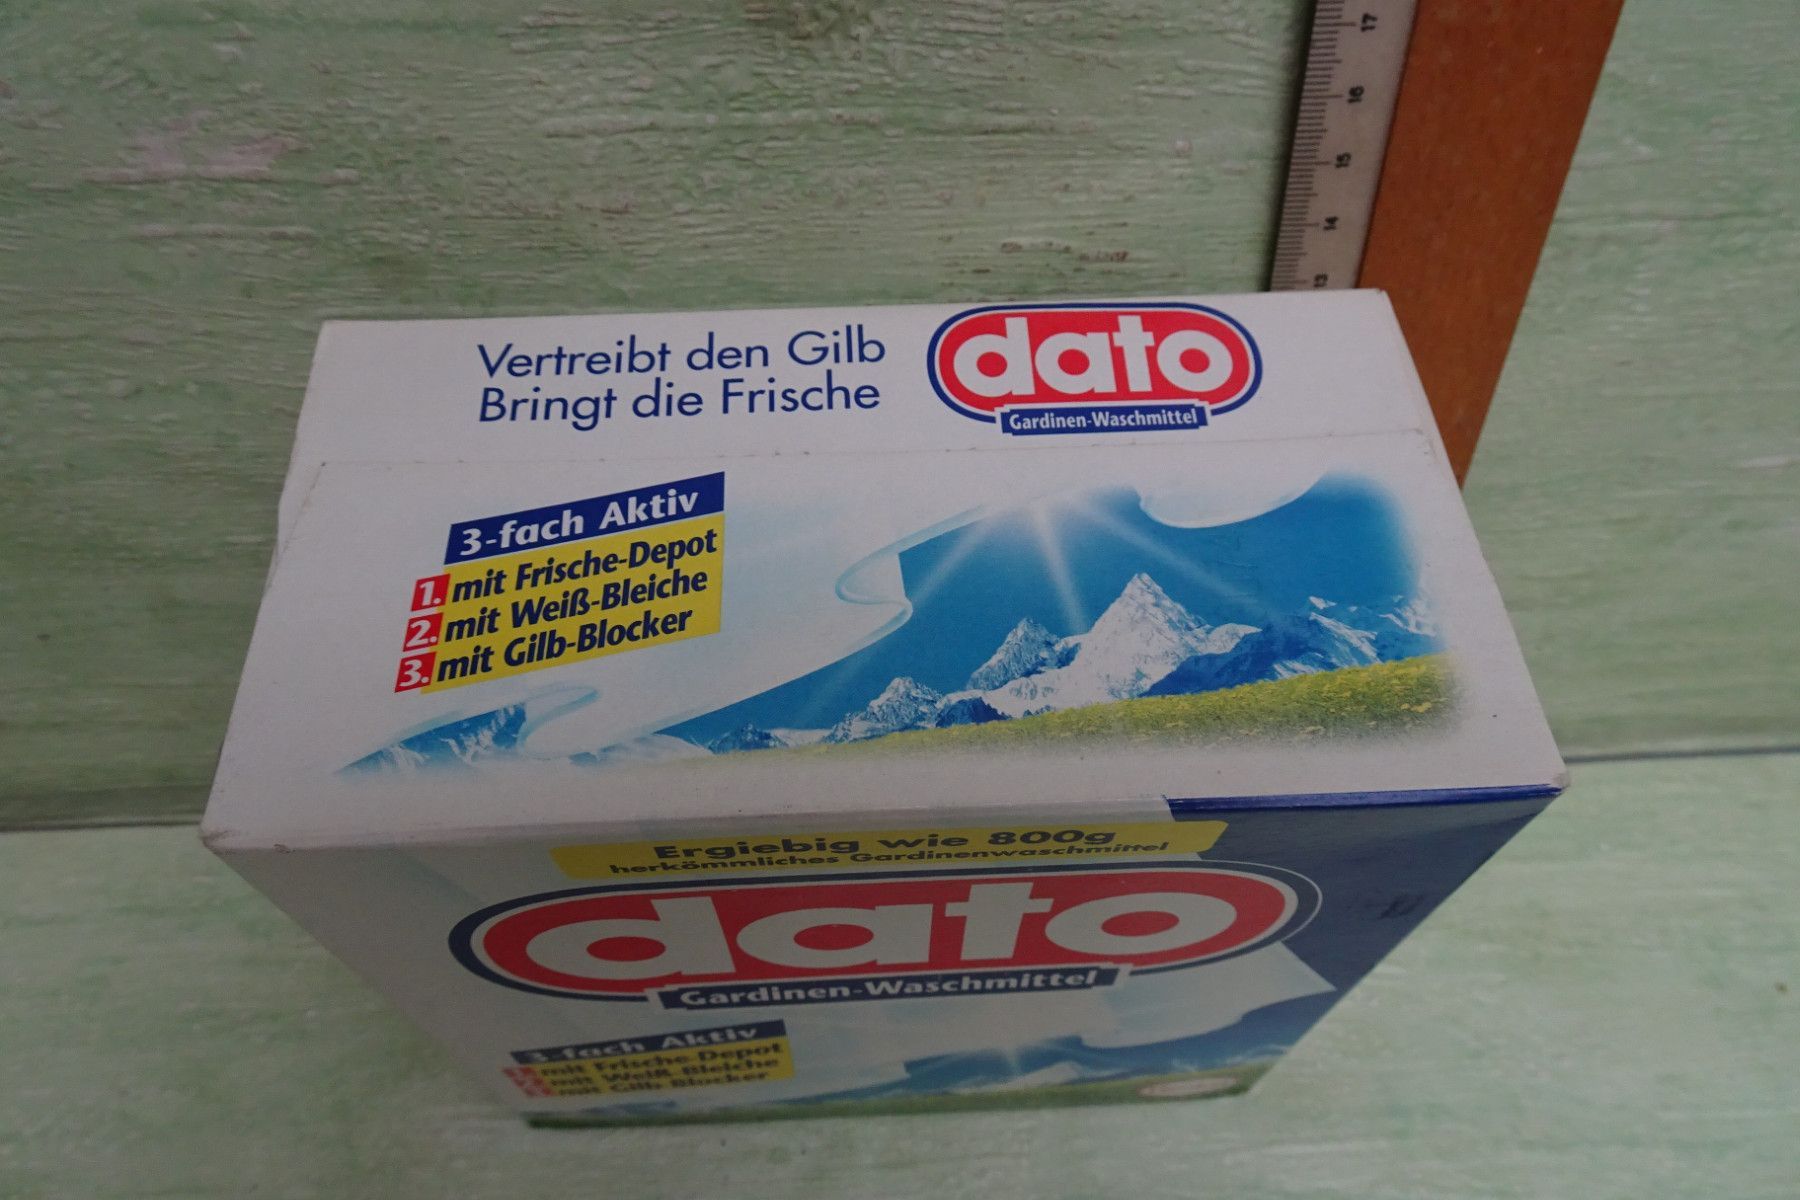 17
16
15
14
13
Vertreibt den Gilb
Bringt die Frische
dato
Gardinen-Waschmittel
3-fach Aktiv
1. mit Frische-Depot
2. mit Weiß-Bleiche
3. mit Gilb-Blocker
Ergiebig wie 800g
herkömmliches Gardinenwaschmittel
dato
Gardinen-Waschmittel
3-fach Aktiv
mit Frische-Depot
mit Weiß-Bleiche
mit Gilb-Blocker